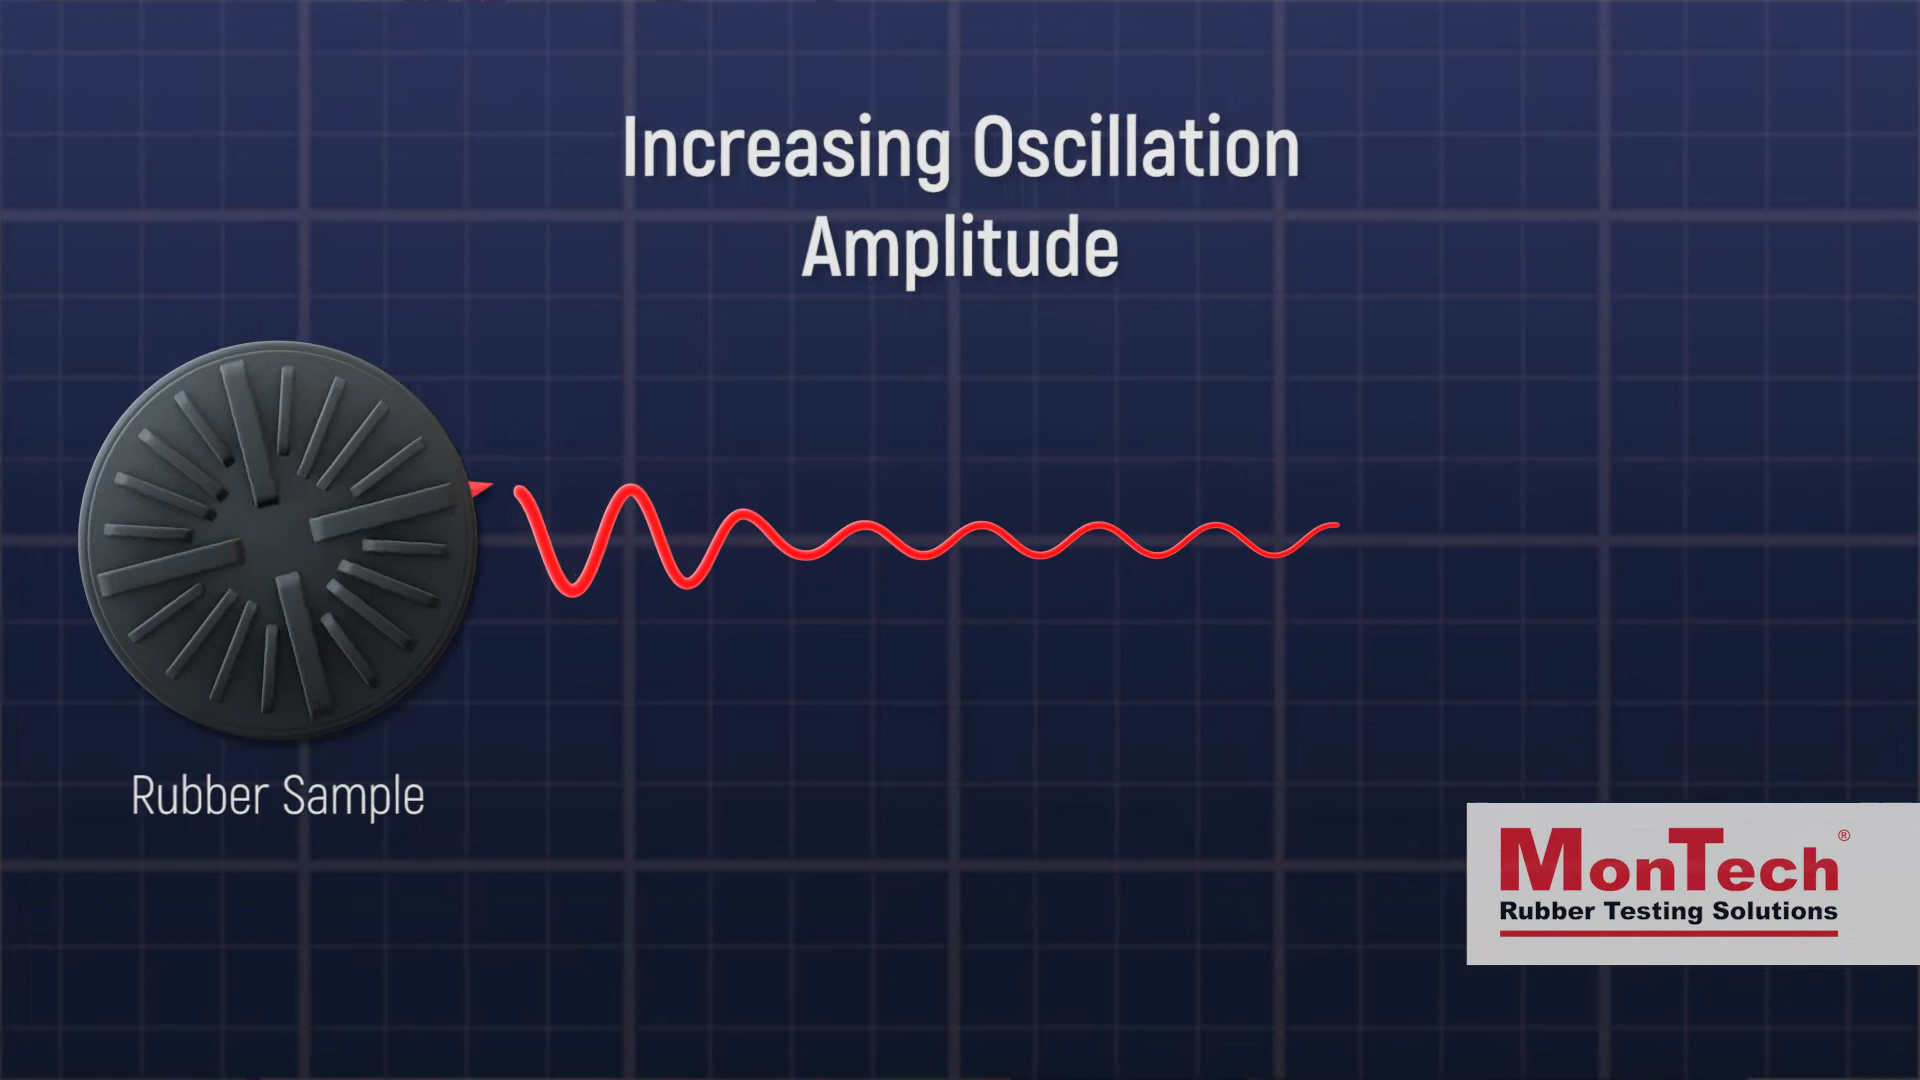 Increasing Oscillation
Amplitude
Rubber Sample
MonTech®
Rubber Testing Solutions